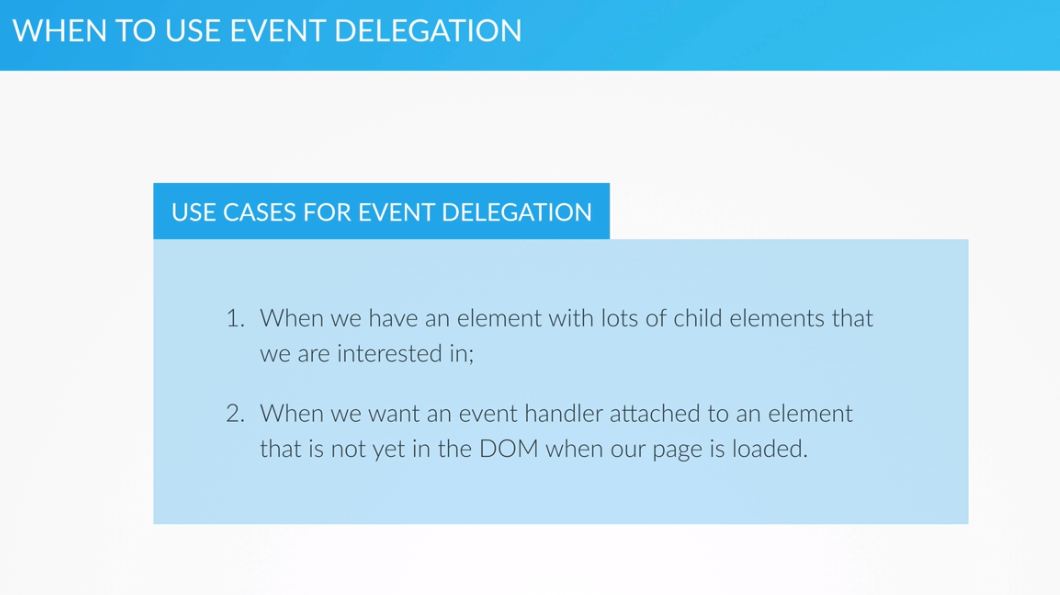 WHEN TO USE EVENT DELEGATION
USE CASES FOR EVENT DELEGATION
1. When we have an element with lots of child elements that
we are interested in;
2. When we want an event handler attached to an element
that is not yet in the DOM when our page is loaded.